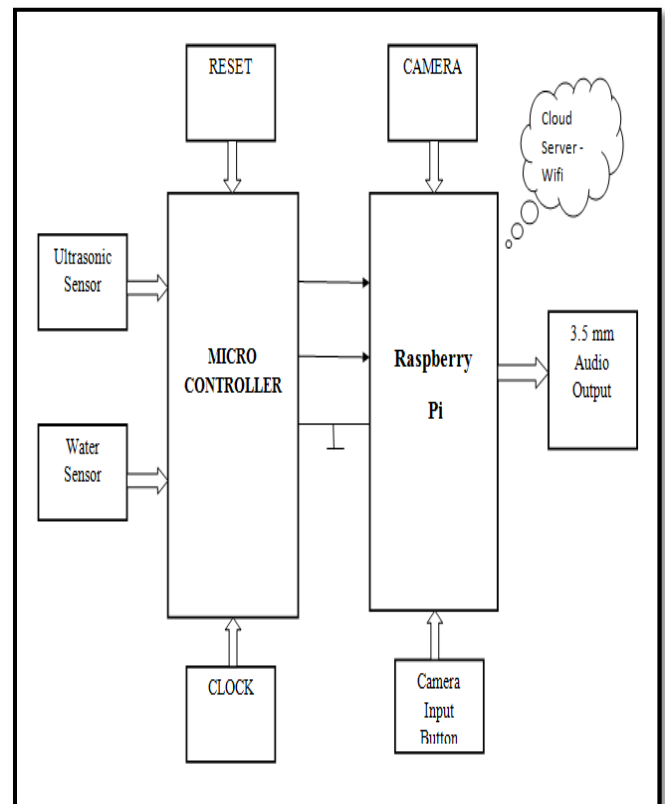 RESET
CAMERA
Cloud
Server -
Wifi
Ultrasonic
Sensor
MICRO
CONTROLLER
Raspberry
Pi
3.5 mm
Audio
Output
Water
Sensor
CLOCK
Camera
Input
Button